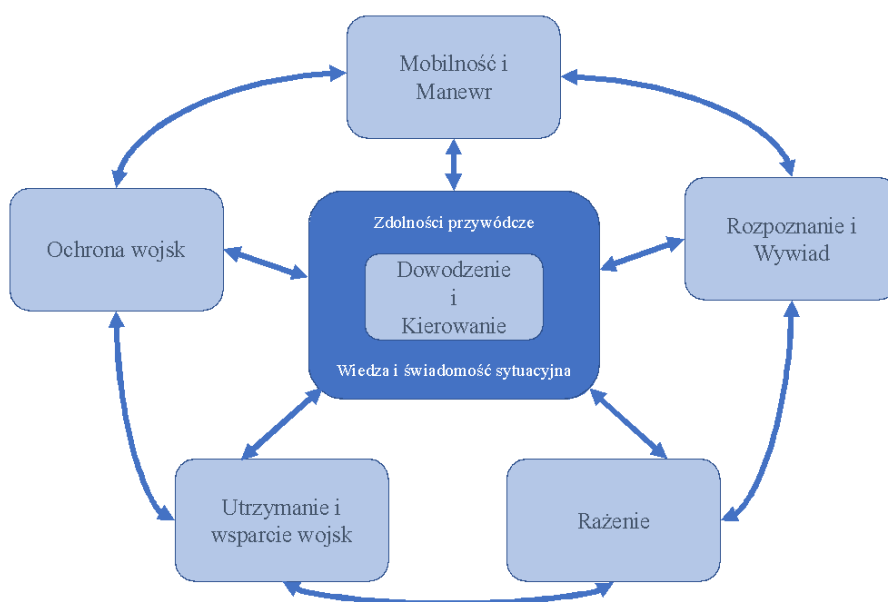 Mobilność i
Manewr
Zdolności przywódcze
Ochrona wojsk
Rozpoznanie i
Wywiad
Dowodzenie
i
Kierowanie
Wiedza i świadomość sytuacyjna
Utrzymanie i
wsparcie wojsk
Rażenie